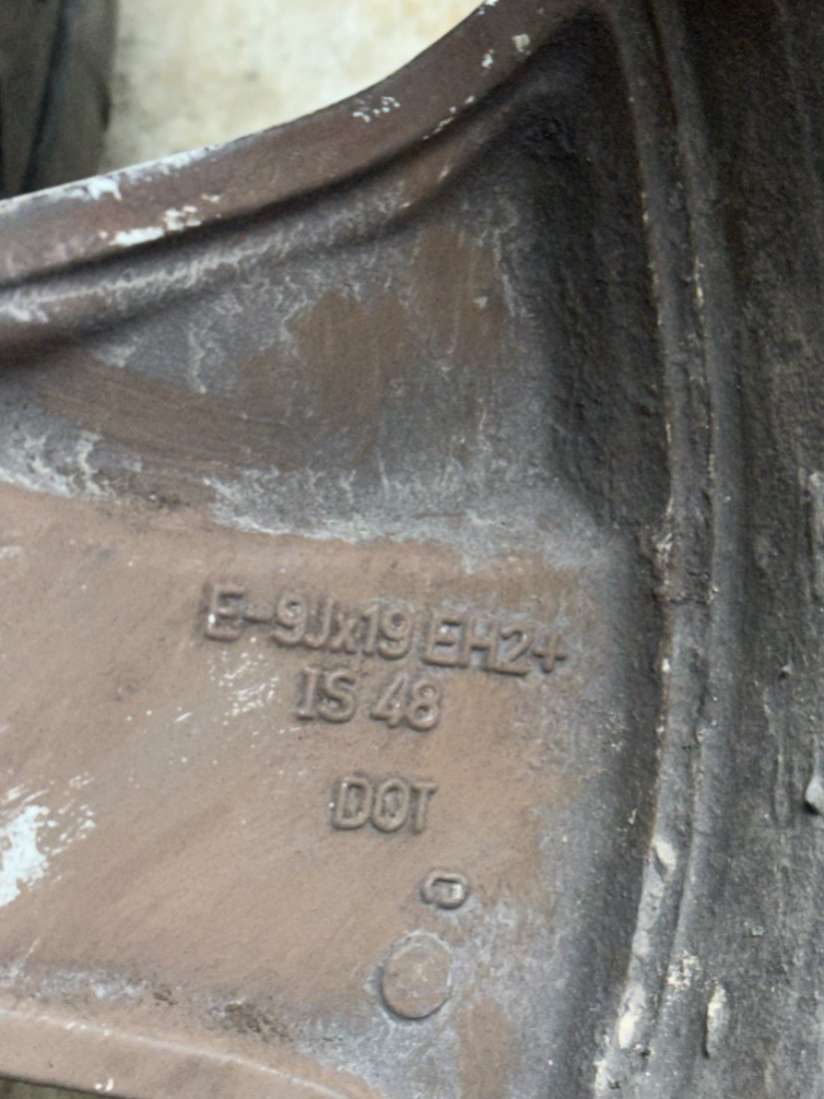 E-9Jx19 EH2+
IS 48
DOT